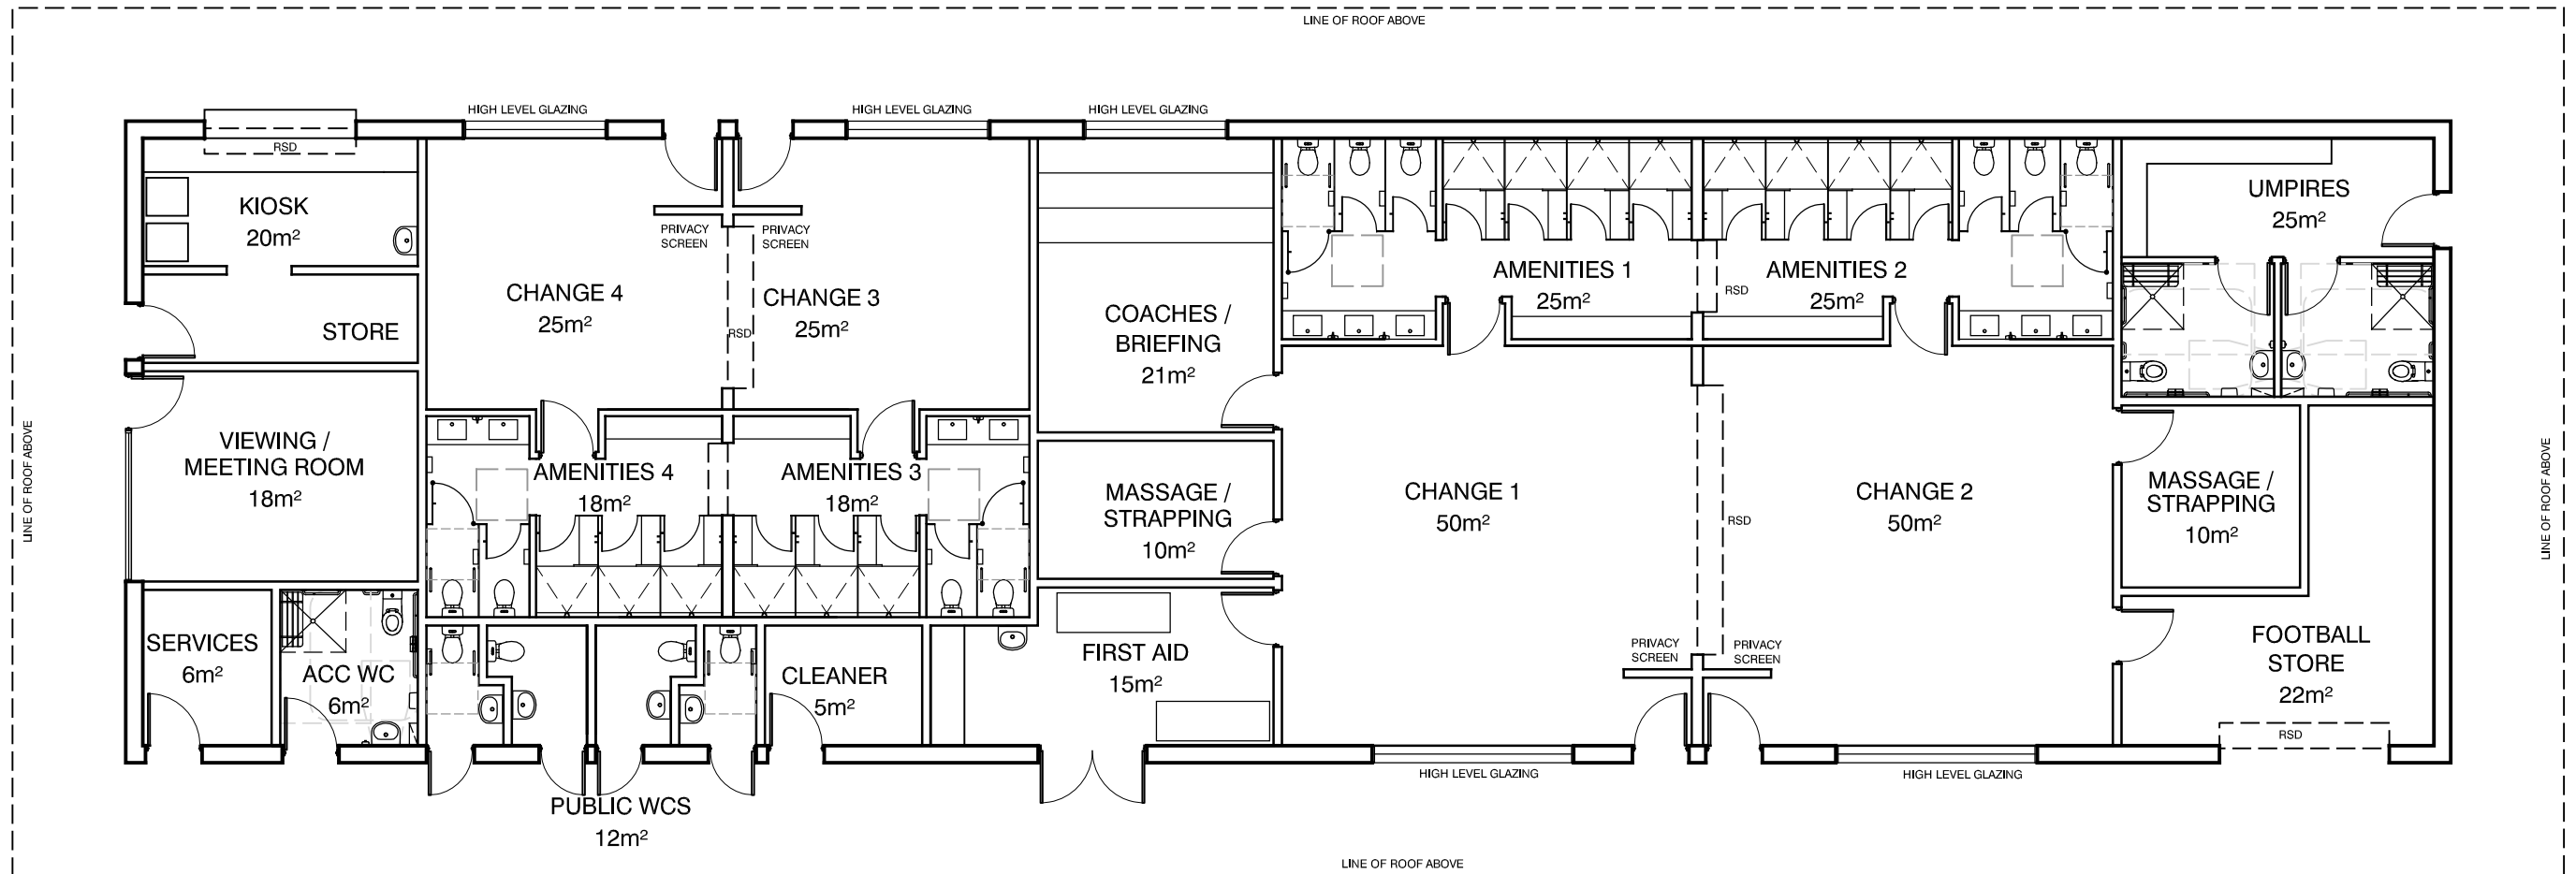 LINE OF ROOF ABOVE
HIGH LEVEL GLAZING
HIGH LEVEL GLAZING
HIGH LEVEL GLAZING
RSD
KIOSK
20m²
STORE
VIEWING /
MEETING ROOM
18m²
SERVICES
6m²
ACC WC
6m²
CHANGE 4
25m²
PRIVACY
SCREEN
PRIVACY
SCREEN
RSD
CHANGE 3
25m²
AMENITIES 4
18m²
AMENITIES 3
18m²
PUBLIC WCS
12m²
CLEANER
5m²
COACHES /
BRIEFING
21m²
MASSAGE /
STRAPPING
10m²
FIRST AID
15m²
AMENITIES 1
25m²
RSD
AMENITIES 2
25m²
CHANGE 1
50m²
RSD
CHANGE 2
50m²
PRIVACY
SCREEN
PRIVACY
SCREEN
UMPIRES
25m²
MASSAGE /
STRAPPING
10m²
FOOTBALL
STORE
22m²
RSD
HIGH LEVEL GLAZING
HIGH LEVEL GLAZING
LINE OF ROOF ABOVE
LINE OF ROOF ABOVE
LINE OF ROOF ABOVE